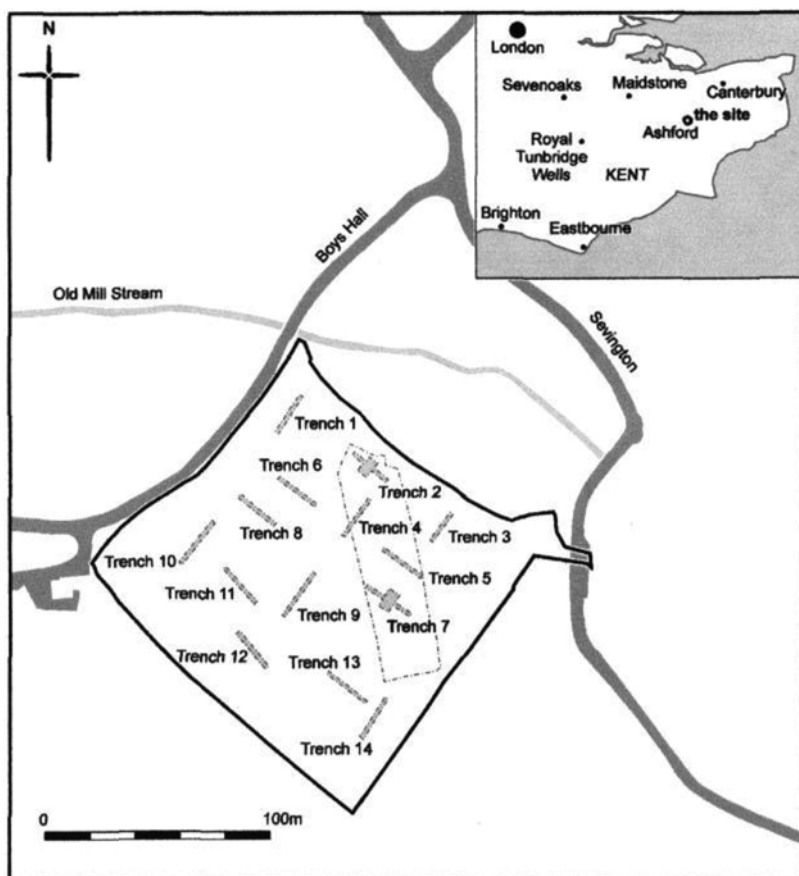 N
London
Sevenoaks
Maidstone
Canterbury
the site
Ashford
Royal
Tunbridge
Wells
KENT
Brighton
Eastbourne
Boys Hall
Old Mill Stream
Sevington
Trench 1
Trench 6
Trench 2
Trench 8
Trench 4
Trench 3
Trench 10
Trench 5
Trench 11
Trench 9
Trench 7
Trench 12
Trench 13
Trench 14
0
100m